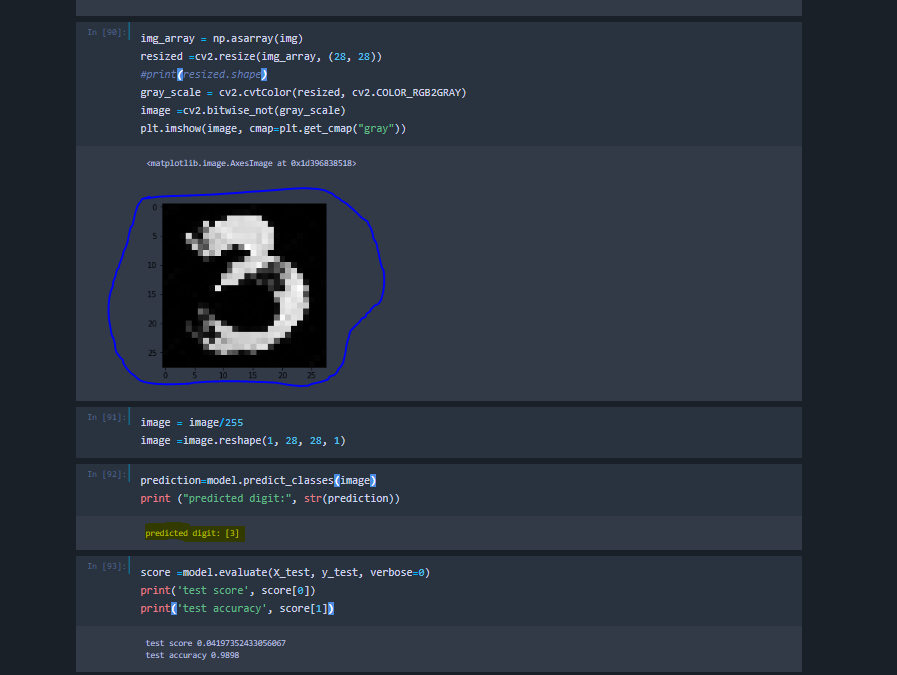 In [90]:
img_array = np.asarray(img)
resized =cv2.resize(img_array, (28, 28))
#print(resized.shape)
gray_scale = cv2.cvtColor(resized, cv2.COLOR_RGB2GRAY)
image =cv2.bitwise_not(gray_scale)
plt.imshow(image, cmap=plt.get_cmap("gray"))
<matplotlib.image.AxesImage at 0x1d396838518>
0
5
10
15
20
25
0 5 10 15 20 25
In [91]:
image = image/255
image =image.reshape(1, 28, 28, 1)
In [92]:
prediction=model.predict_classes(image)
print ("predicted digit:", str(prediction))
predicted digit: [3]
In [93]:
score =model.evaluate(X_test, y_test, verbose=0)
print('test score', score[0])
print('test accuracy', score[1])
test score 0.04197352433056067
test accuracy 0.9898